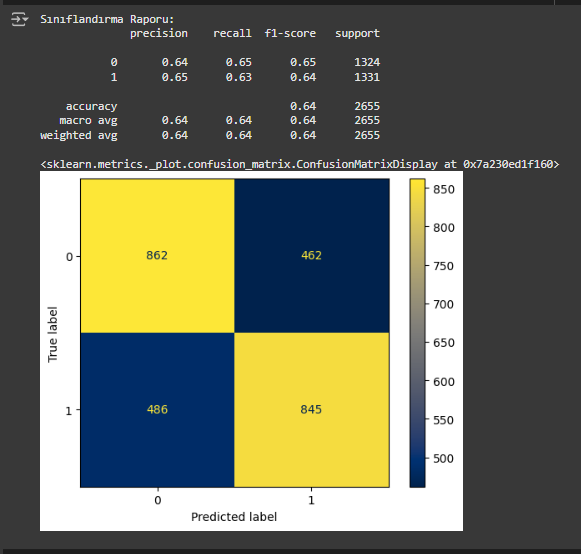 Sınıflandırma Raporu:
precision recall f1-score support
0 0.64 0.65 0.65 1324
1 0.65 0.63 0.64 1331
accuracy 0.64 2655
macro avg 0.64 0.64 0.64 2655
weighted avg 0.64 0.64 0.64 2655
<sklearn.metrics._plot.confusion_matrix.ConfusionMatrixDisplay at 0x7a230ed1f160>
850
800
750
700
650
600
550
500
0
862 462
True label
1
486 845
0 1
Predicted label